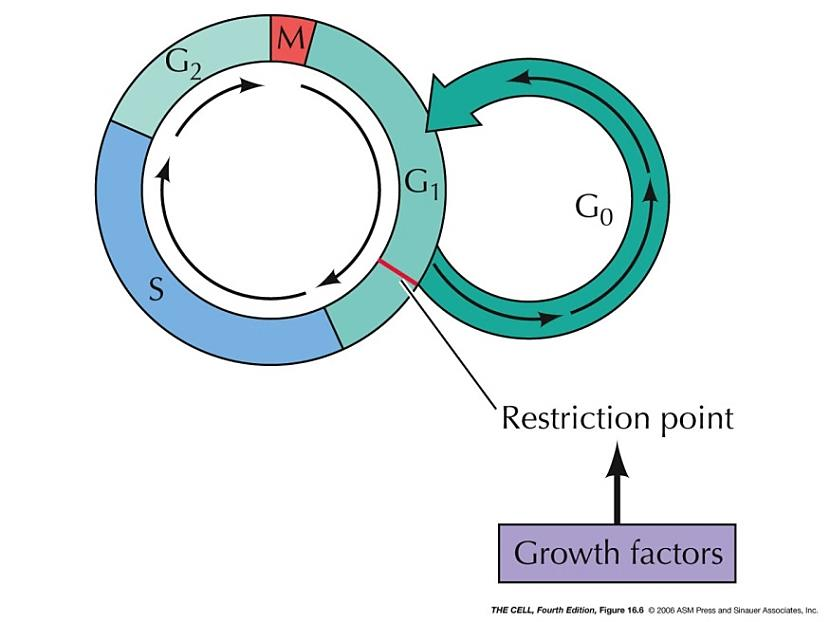 M
G₂
G₁
G₀
S
Restriction point
Growth factors
THE CELL, Fourth Edition, Figure 16.6 © 2006 ASM Press and Sinauer Associates, Inc.